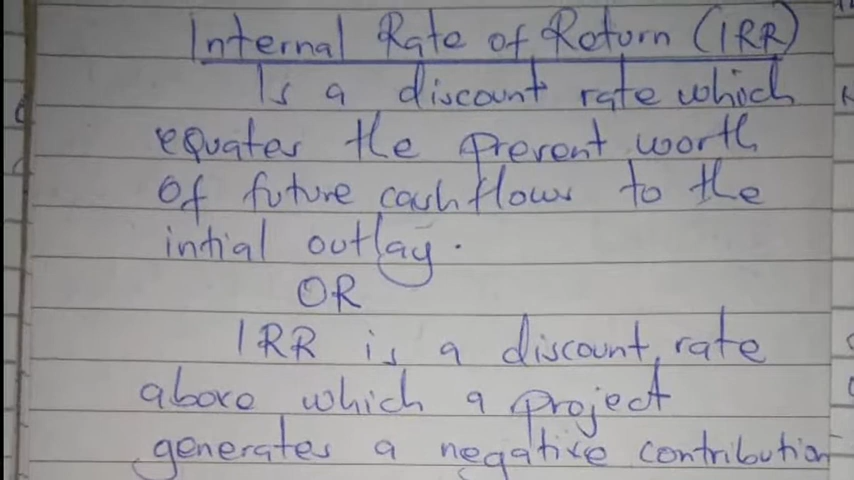 Internal Rate of Return (IRR)
Is a discount rate which
equates the present worth
of future cashflows to the
intial outlay.
OR
IRR is a discount rate
above which a project
generates a negative contribution